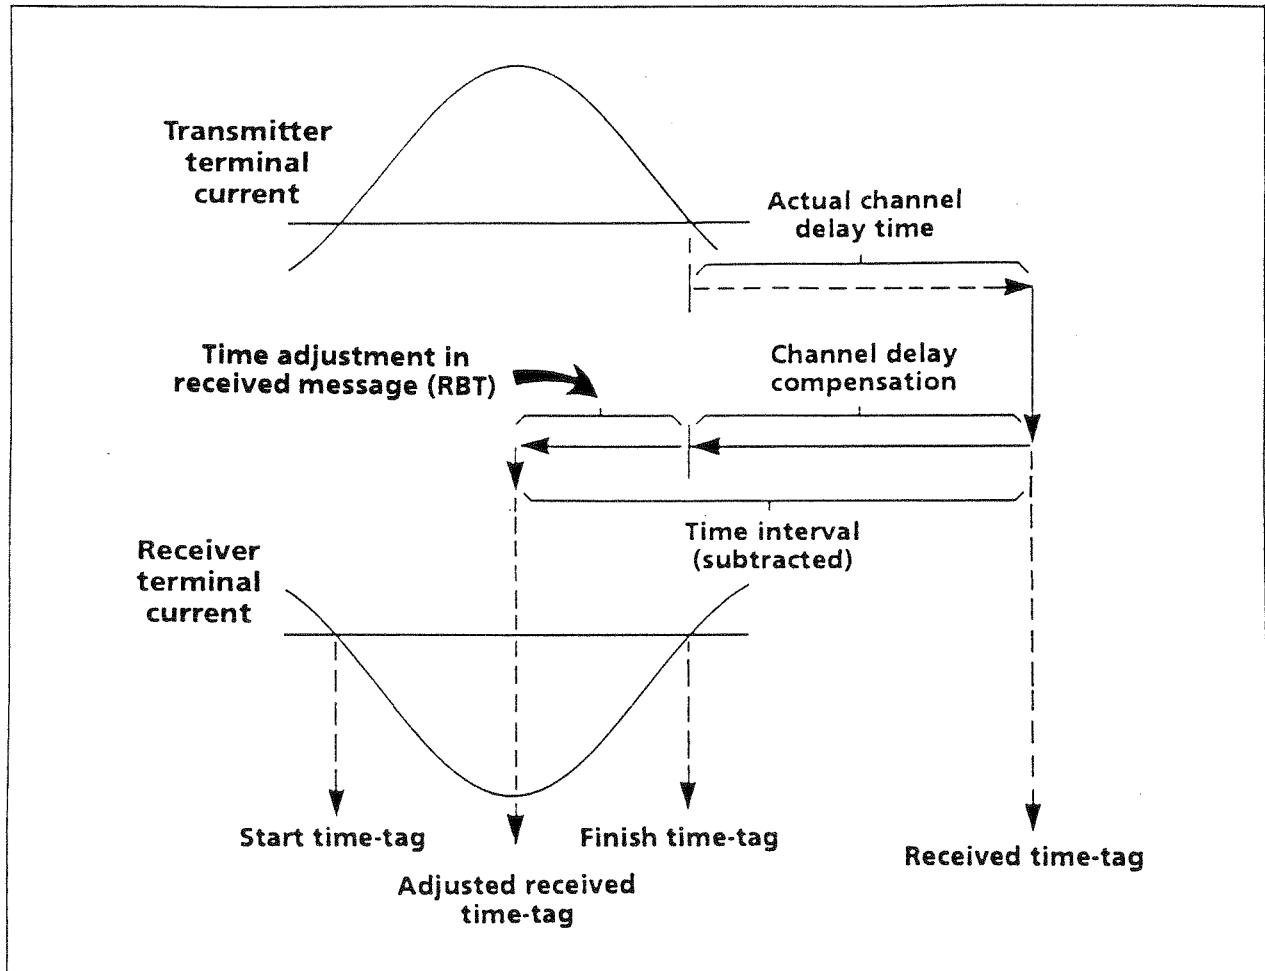 Transmitter
terminal
current
Actual channel
delay time
Time adjustment in
received message (RBT)
Channel delay
compensation
Time interval
(subtracted)
Receiver
terminal
current
Start time-tag
Finish time-tag
Received time-tag
Adjusted received
time-tag